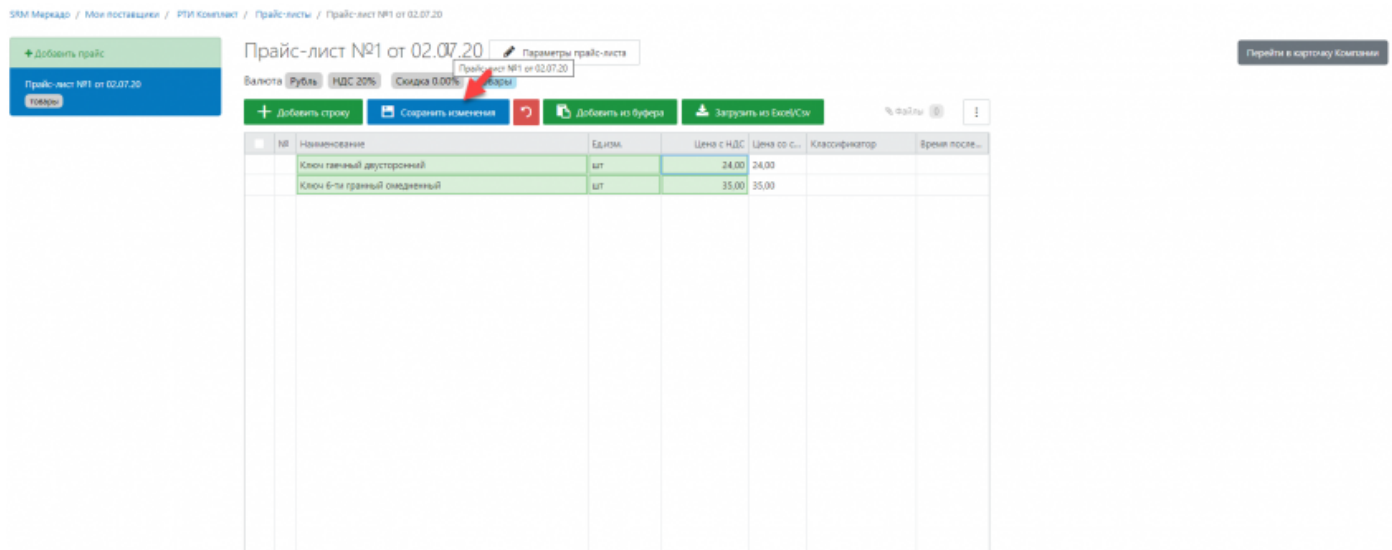 SRM Меркадо / Мои поставщики / РТИ Комплект / Прайс-листы / Прайс-лист №1 от 02.07.20
Добавить прайс
Прайс-лист №1 от 02.07.20
товары
Прайс-лист №1 от 02.07.20
Параметры прайс-листа
Перейти в карточку Компании
Прайс-лист №1 от 02.07.20
Валюта Рубль НДС 20% Скидка 0.00%
Добавить строку
Сохранить изменения
Добавить из буфера
Загрузить из Excel/Csv
Файлы 0
№ Наименование Ед.изм. Цена с НДС Цена со с... Классификатор Время после...
Ключ гаечный двусторонний шт 24,00 24,00
Ключ 6-ти гранный омедненный шт 35,00 35,00